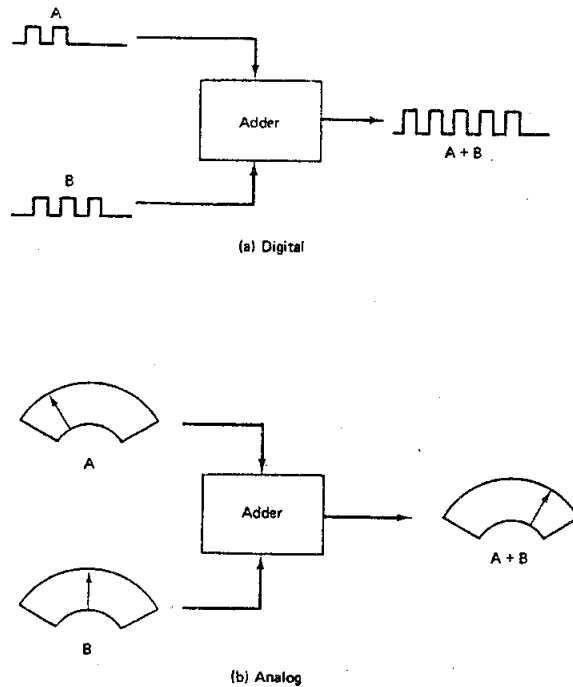 A
Adder
A + B
B
(a) Digital
A
Adder
A + B
B
(b) Analog